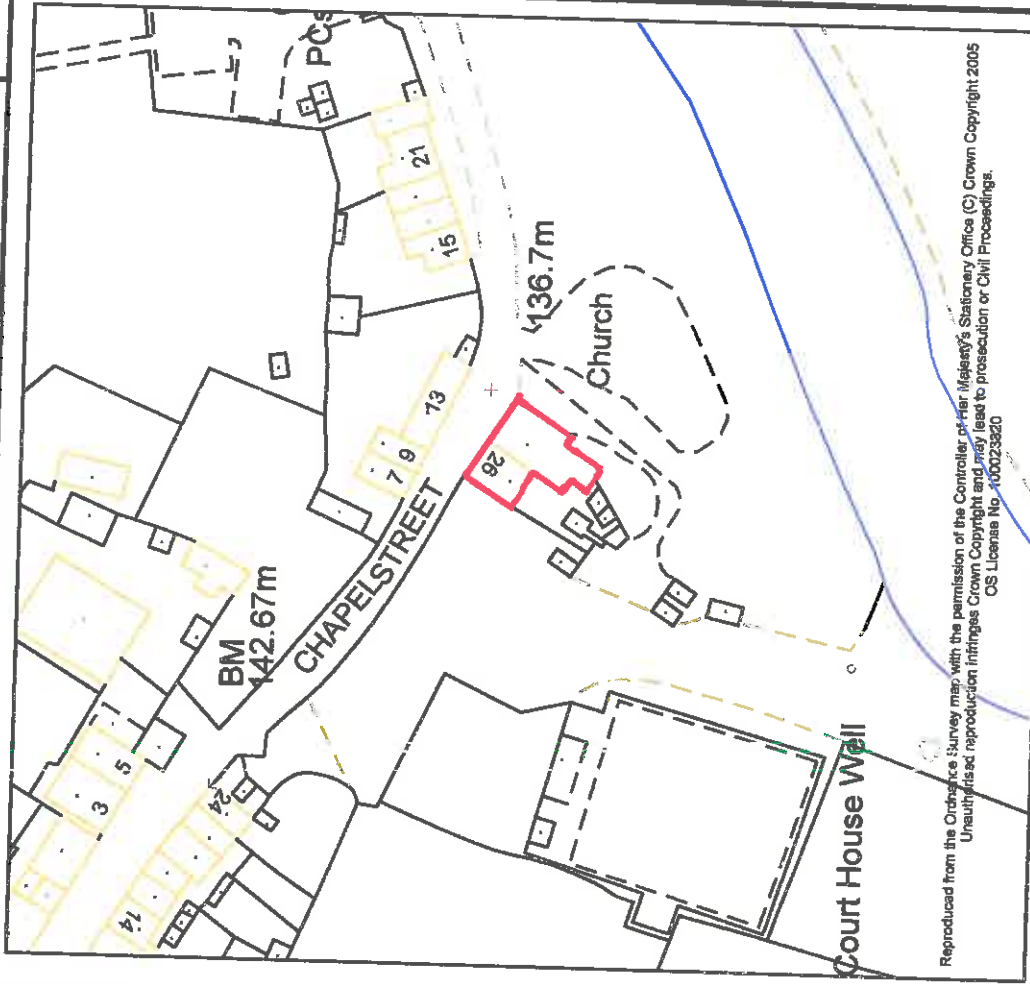 PCs
21
15
136.7m
Church
13
9
7
26
CHAPELSTREET
BM
142.67m
5
3
24
14
Court House Well
Reproducad from the Ordnance Survey map with the permission of the Controller of Her Majesty's Stationery Office (C) Crown Copyright 2005
Unauthorised reproduction infringes Crown Copyright and may lead to prosecution or Civil Proceedings.
OS License No. 100023820